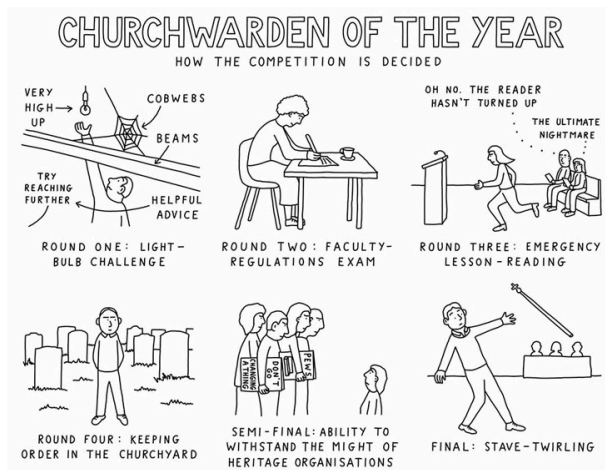 CHURCHWARDEN OF THE YEAR
HOW THE COMPETITION IS DECIDED
VERY
HIGH
UP
COBWEBS
BEAMS
TRY
REACHING
FURTHER
HELPFUL
ADVICE
ROUND ONE: LIGHT-
BULB CHALLENGE
ROUND TWO: FACULTY-
REGULATIONS EXAM
OH NO. THE READER
HASN'T TURNED UP
THE ULTIMATE
NIGHTMARE
ROUND THREE: EMERGENCY
LESSON-READING
ROUND FOUR: KEEPING
ORDER IN THE CHURCHYARD
CHANGING
A THING
DON'T
GO
PEWS
SEMI-FINAL: ABILITY TO
WITHSTAND THE MIGHT OF
HERITAGE ORGANISATIONS
FINAL: STAVE-TWIRLING